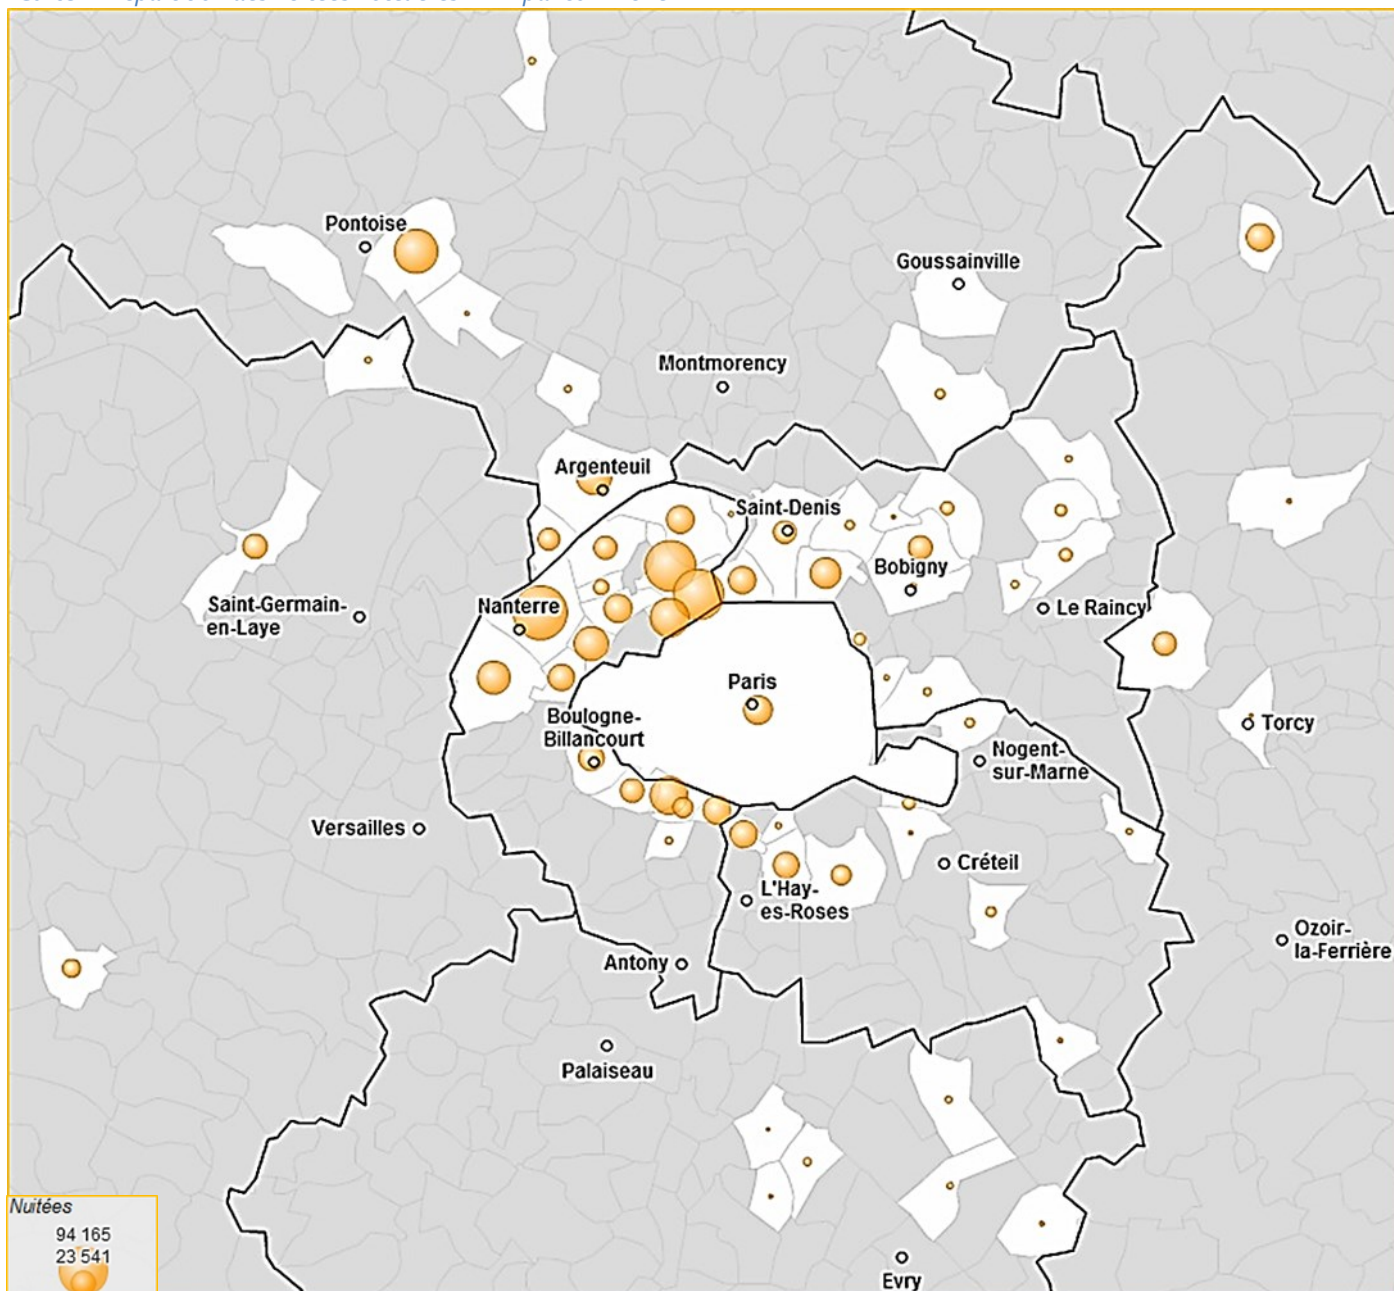 Pontoise
Goussainville
Montmorency
Argenteuil
Saint-Denis
Bobigny
Nanterre
Saint-Germain-
en-Laye
Le Raincy
Paris
Boulogne-
Billancourt
Torcy
Nogent-
sur-Marne
Versailles
Créteil
L'Hay-
es-Roses
Ozoir-
la-Ferrière
Antony
Palaiseau
Evry
Nuitées
94 165
23 541